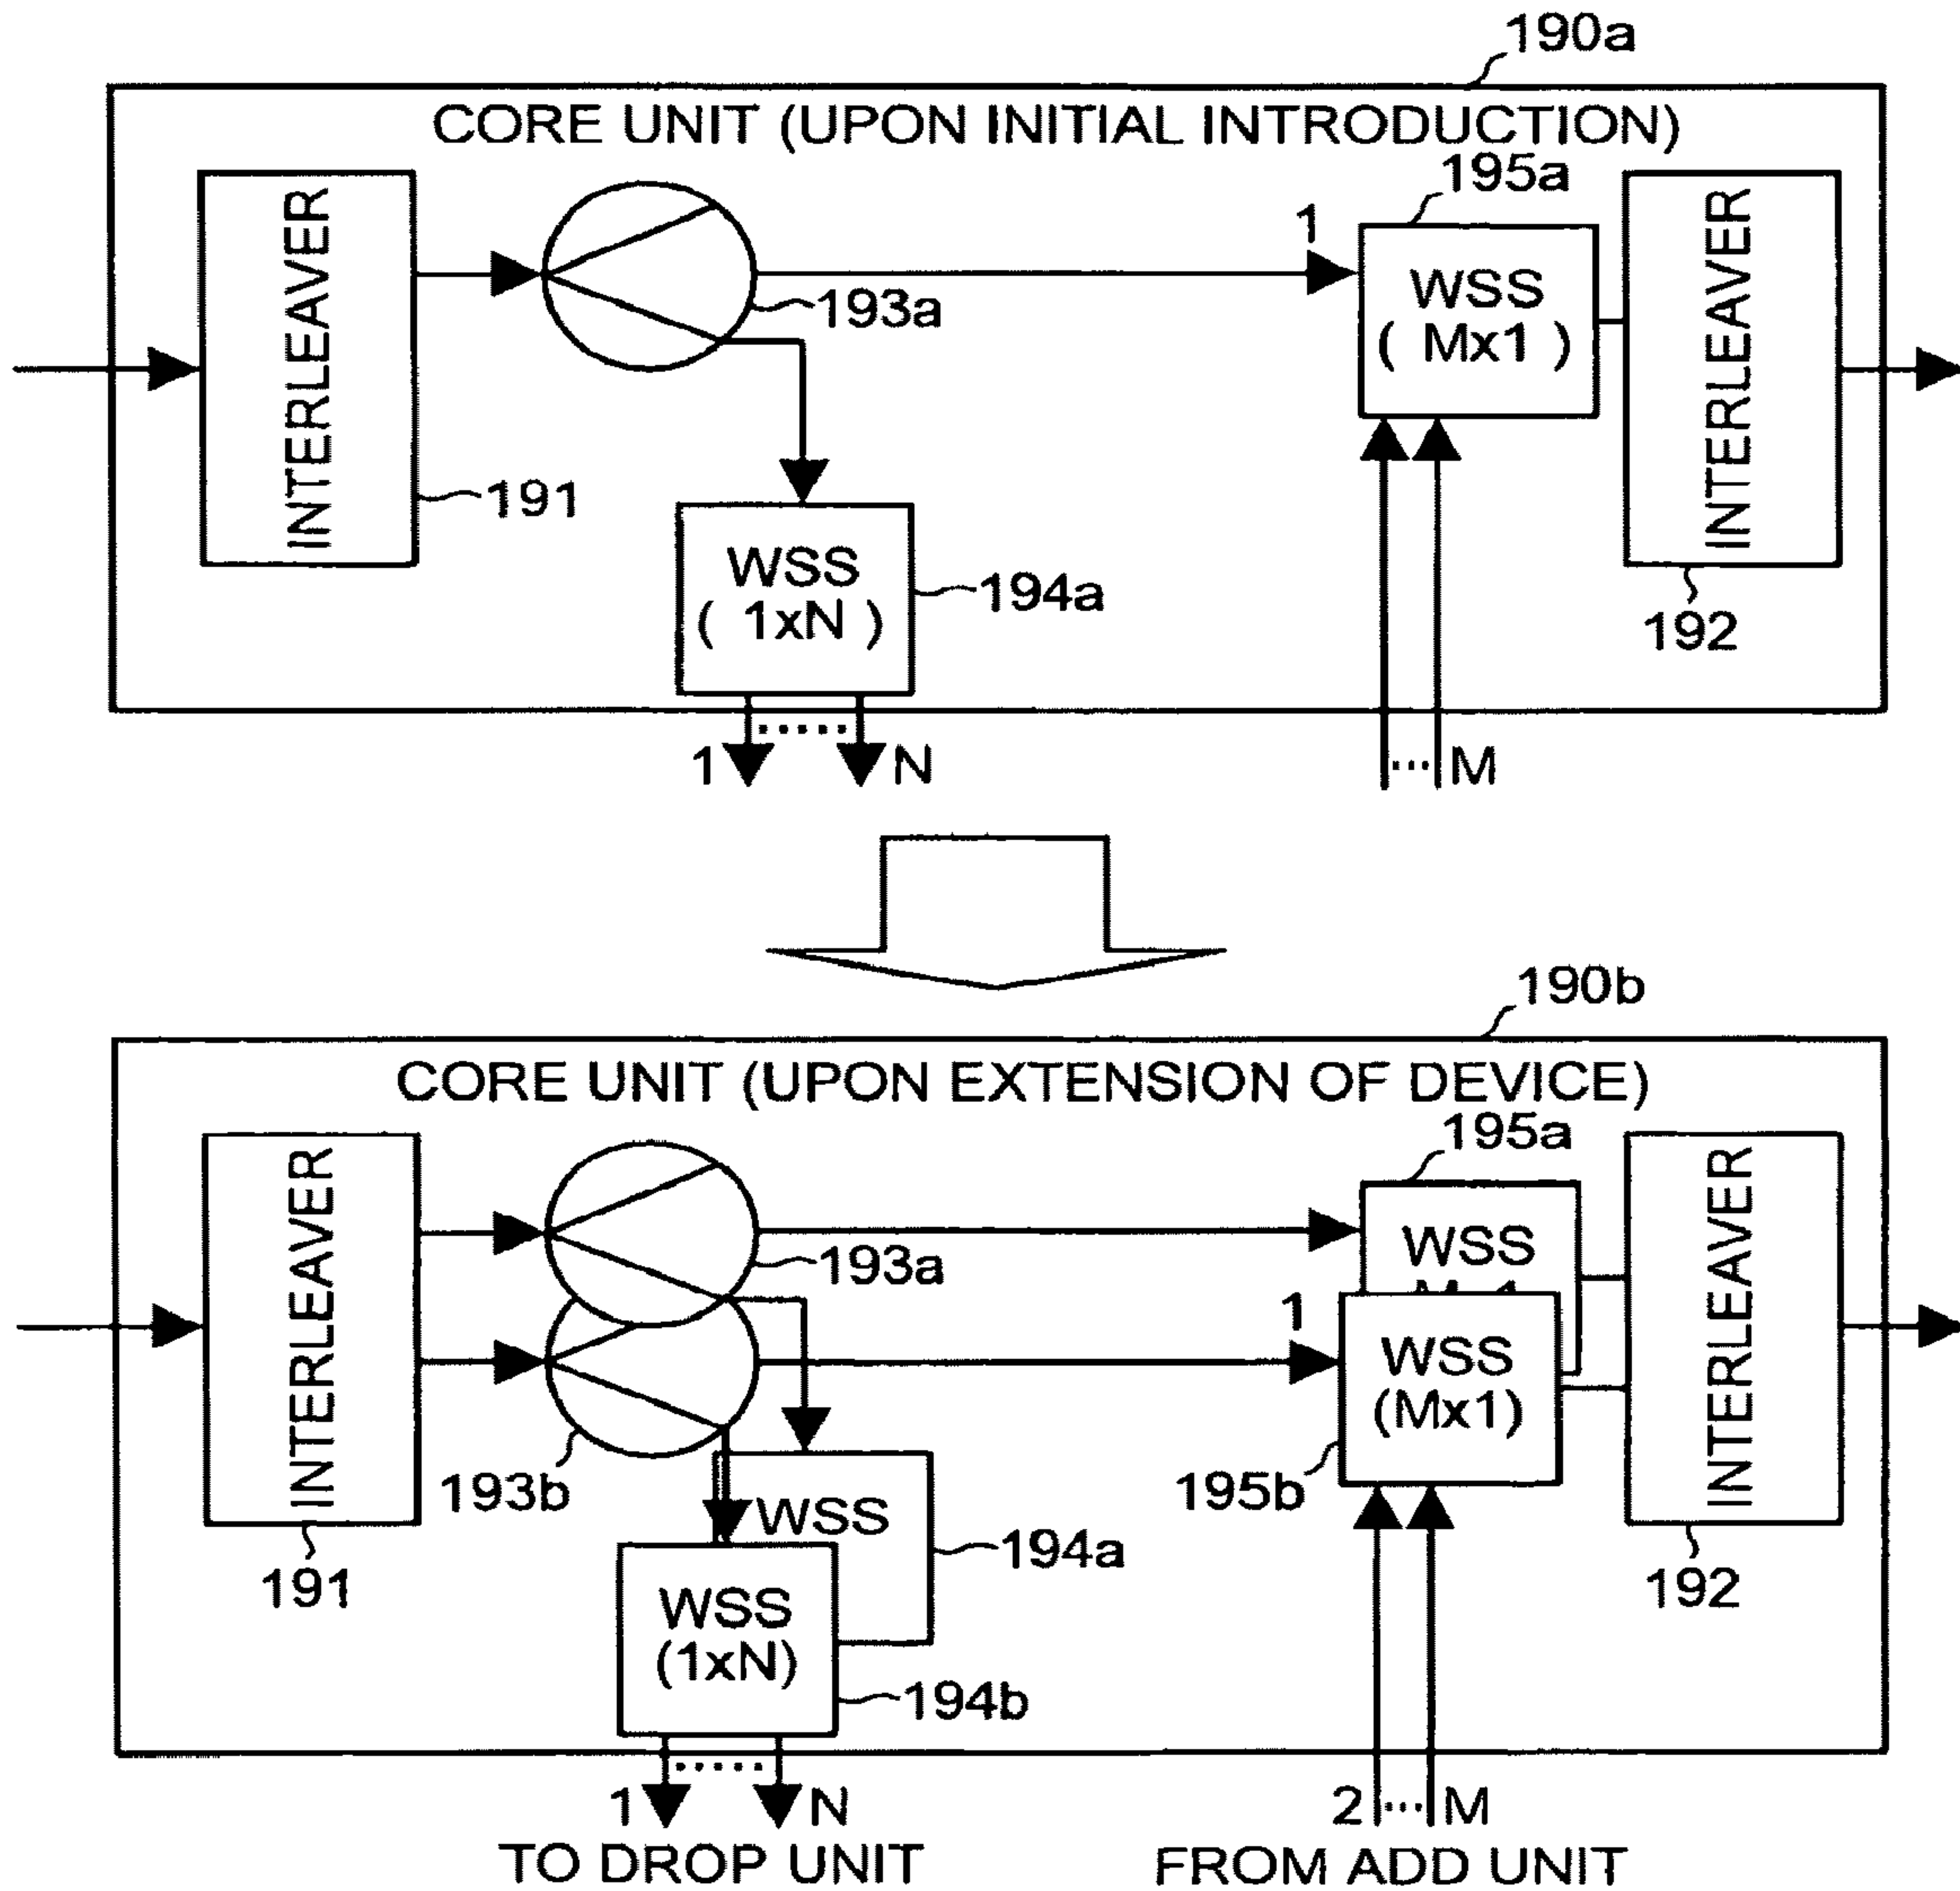 190a
CORE UNIT (UPON INITIAL INTRODUCTION)
195a
INTERLEAVER
193a
1
WSS
( Mx1 )
INTERLEAVER
191
WSS
( 1xN )
194a
192
1 ..... N
... M
190b
CORE UNIT (UPON EXTENSION OF DEVICE)
195a
INTERLEAVER
193a
WSS
INTERLEAVER
1
WSS
(Mx1)
193b
195b
WSS
194a
191
192
WSS
(1xN)
194b
1 ..... N
2 ... M
TO DROP UNIT
FROM ADD UNIT